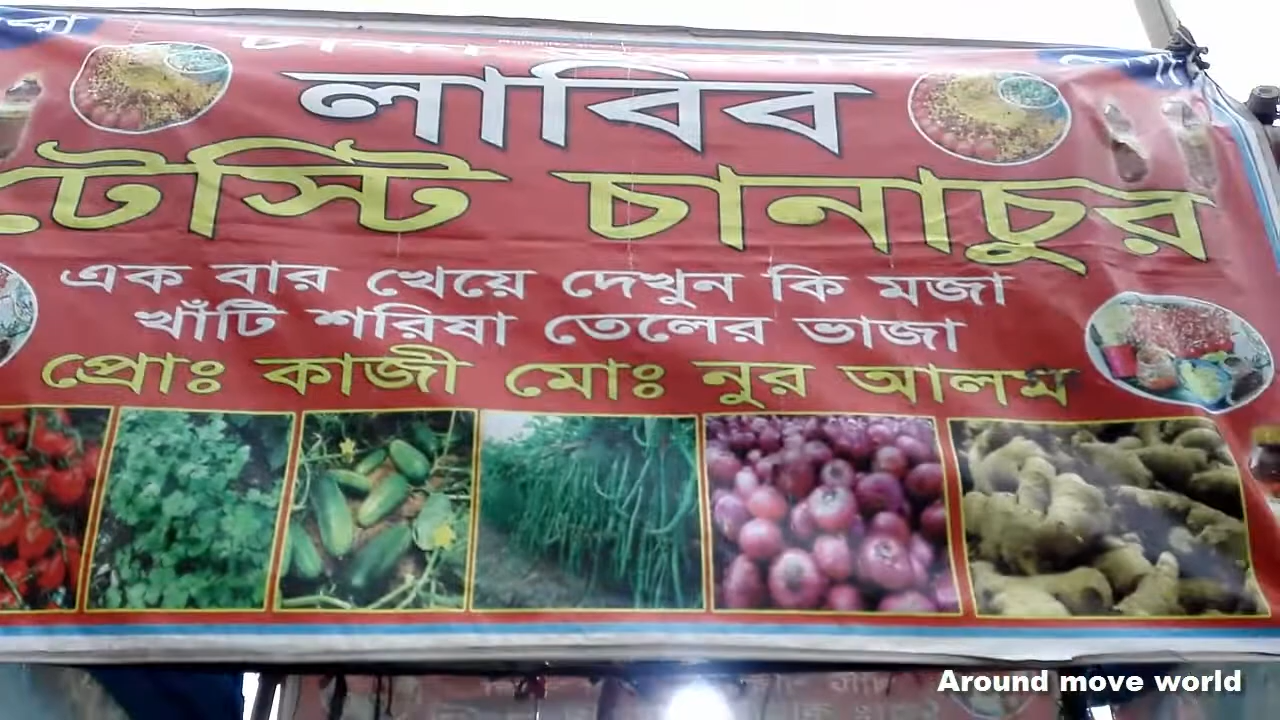 লাবিব
টেস্টি চানাচুর
এক বার খেয়ে দেখুন কি মজা
খাঁটি শরিষা তেলের ভাজা
প্রোঃ কাজী মোঃ নুর আলম
Around move world